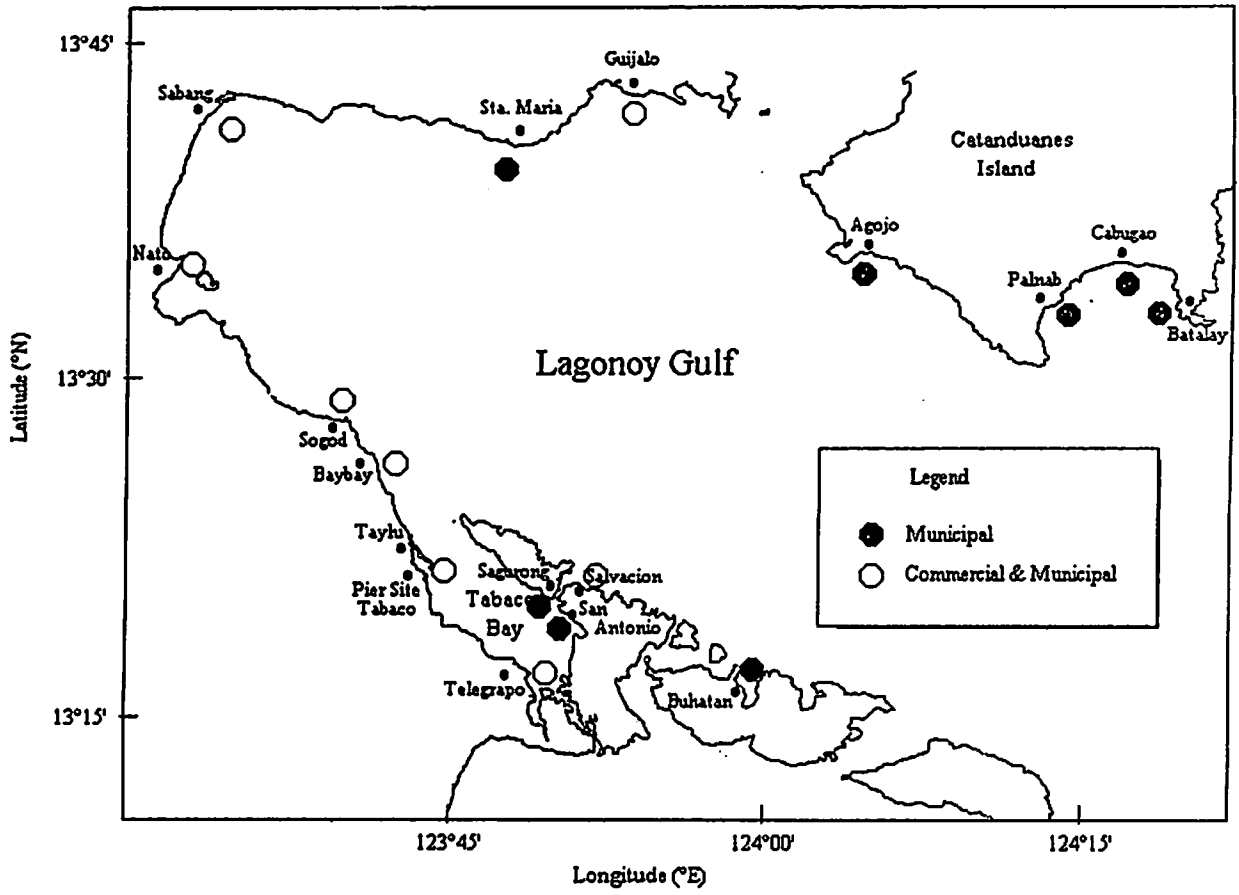 13°45'
13°30'
13°15'
Latitude (°N)
Guijalo
Sabang
Sta. Maria
Catanduanes
Island
Agojo
Cabugao
Nato
Palnab
Batalay
Lagonoy Gulf
Sogod
Baybay
Legend
Municipal
Commercial & Municipal
Tayhi
Pier Site
Tabaco
Sagurong
Salvacion
Tabaco
Bay
San
Antonio
Telegrapo
Buhatan
123°45'
124°00'
124°15'
Longitude (°E)